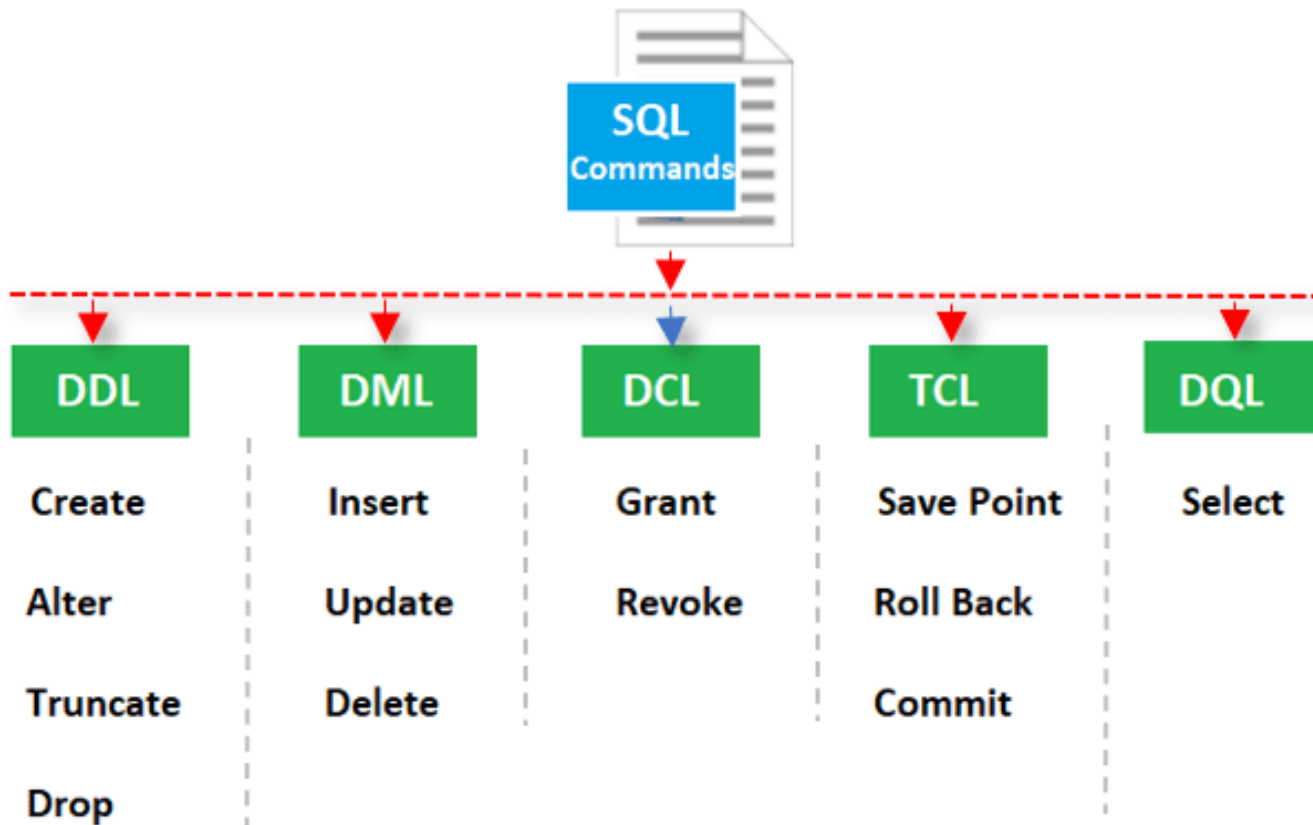 SQL
Commands
DDL
DML
DCL
TCL
DQL
Create
Insert
Grant
Save Point
Select
Alter
Update
Revoke
Roll Back
Truncate
Delete
Commit
Drop